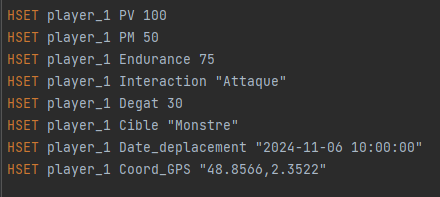 HSET player_1 PV 100
HSET player_1 PM 50
HSET player_1 Endurance 75
HSET player_1 Interaction "Attaque"
HSET player_1 Degat 30
HSET player_1 Cible "Monstre"
HSET player_1 Date_deplacement "2024-11-06 10:00:00"
HSET player_1 Coord_GPS "48.8566,2.3522"